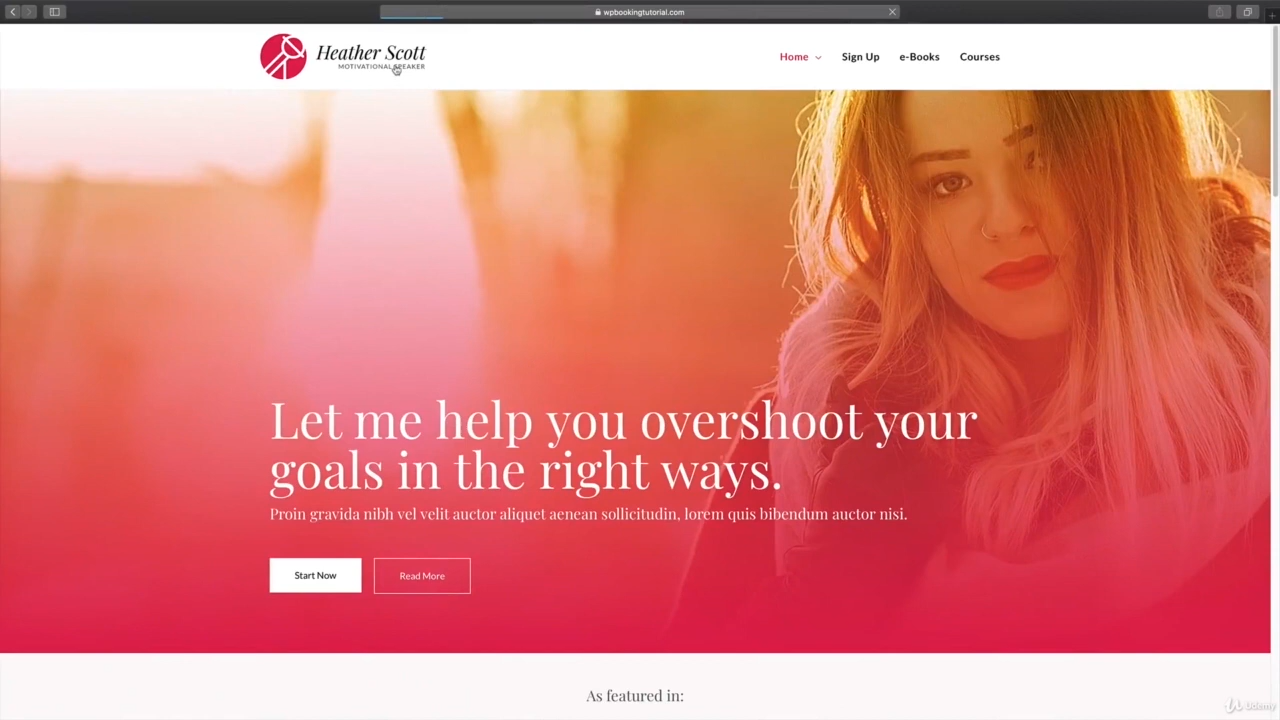 wpbookingtutorial.com
Heather Scott
MOTIVATIONAL SPEAKER
Home
Sign Up
e-Books
Courses
Let me help you overshoot your
goals in the right ways.
Proin gravida nibh vel velit auctor aliquet aenean sollicitudin, lorem quis bibendum auctor nisi.
Start Now
Read More
As featured in:
Udemy